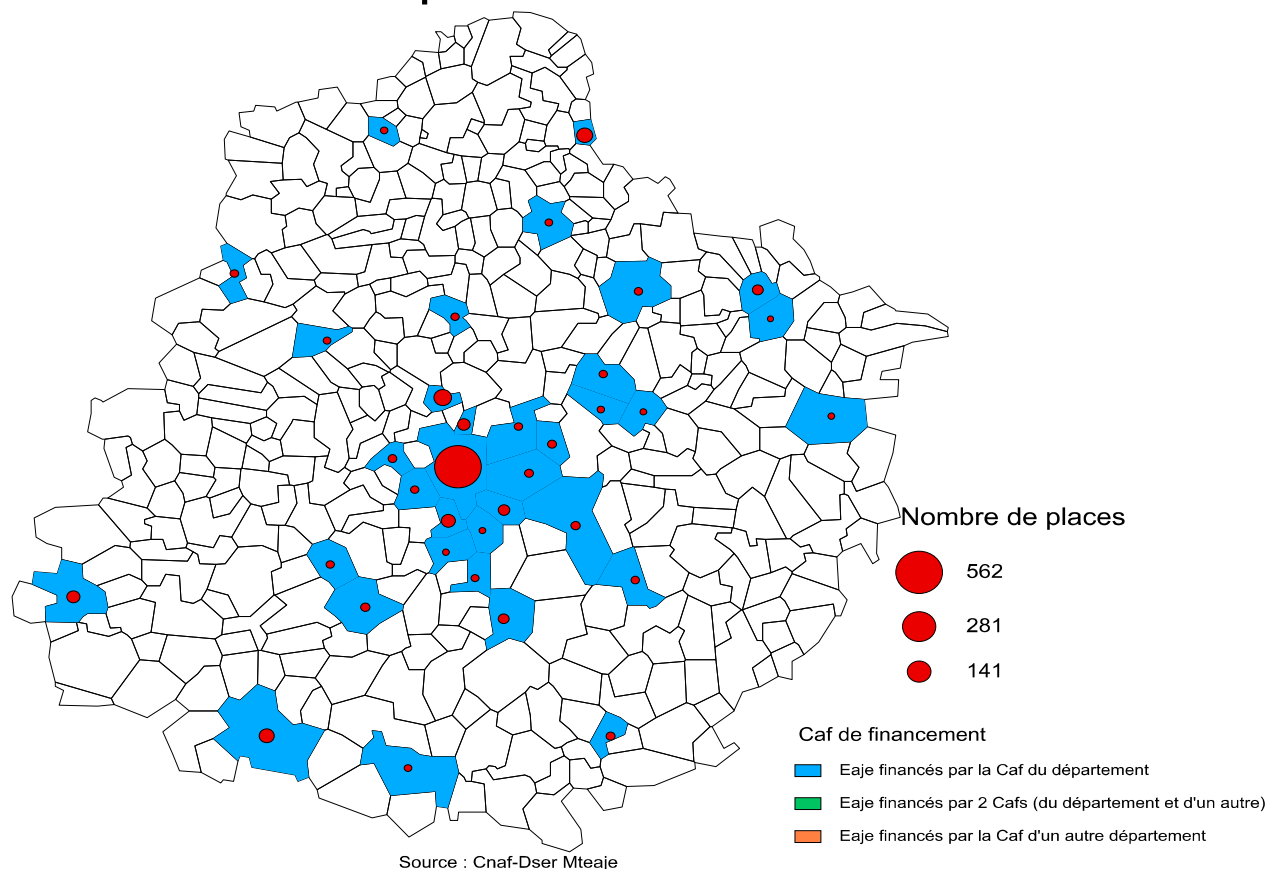 Nombre de places
562
281
141
Caf de financement
Eaje financés par la Caf du département
Eaje financés par 2 Cafs (du département et d'un autre)
Eaje financés par la Caf d'un autre département
Source : Cnaf-Dser Mteaje